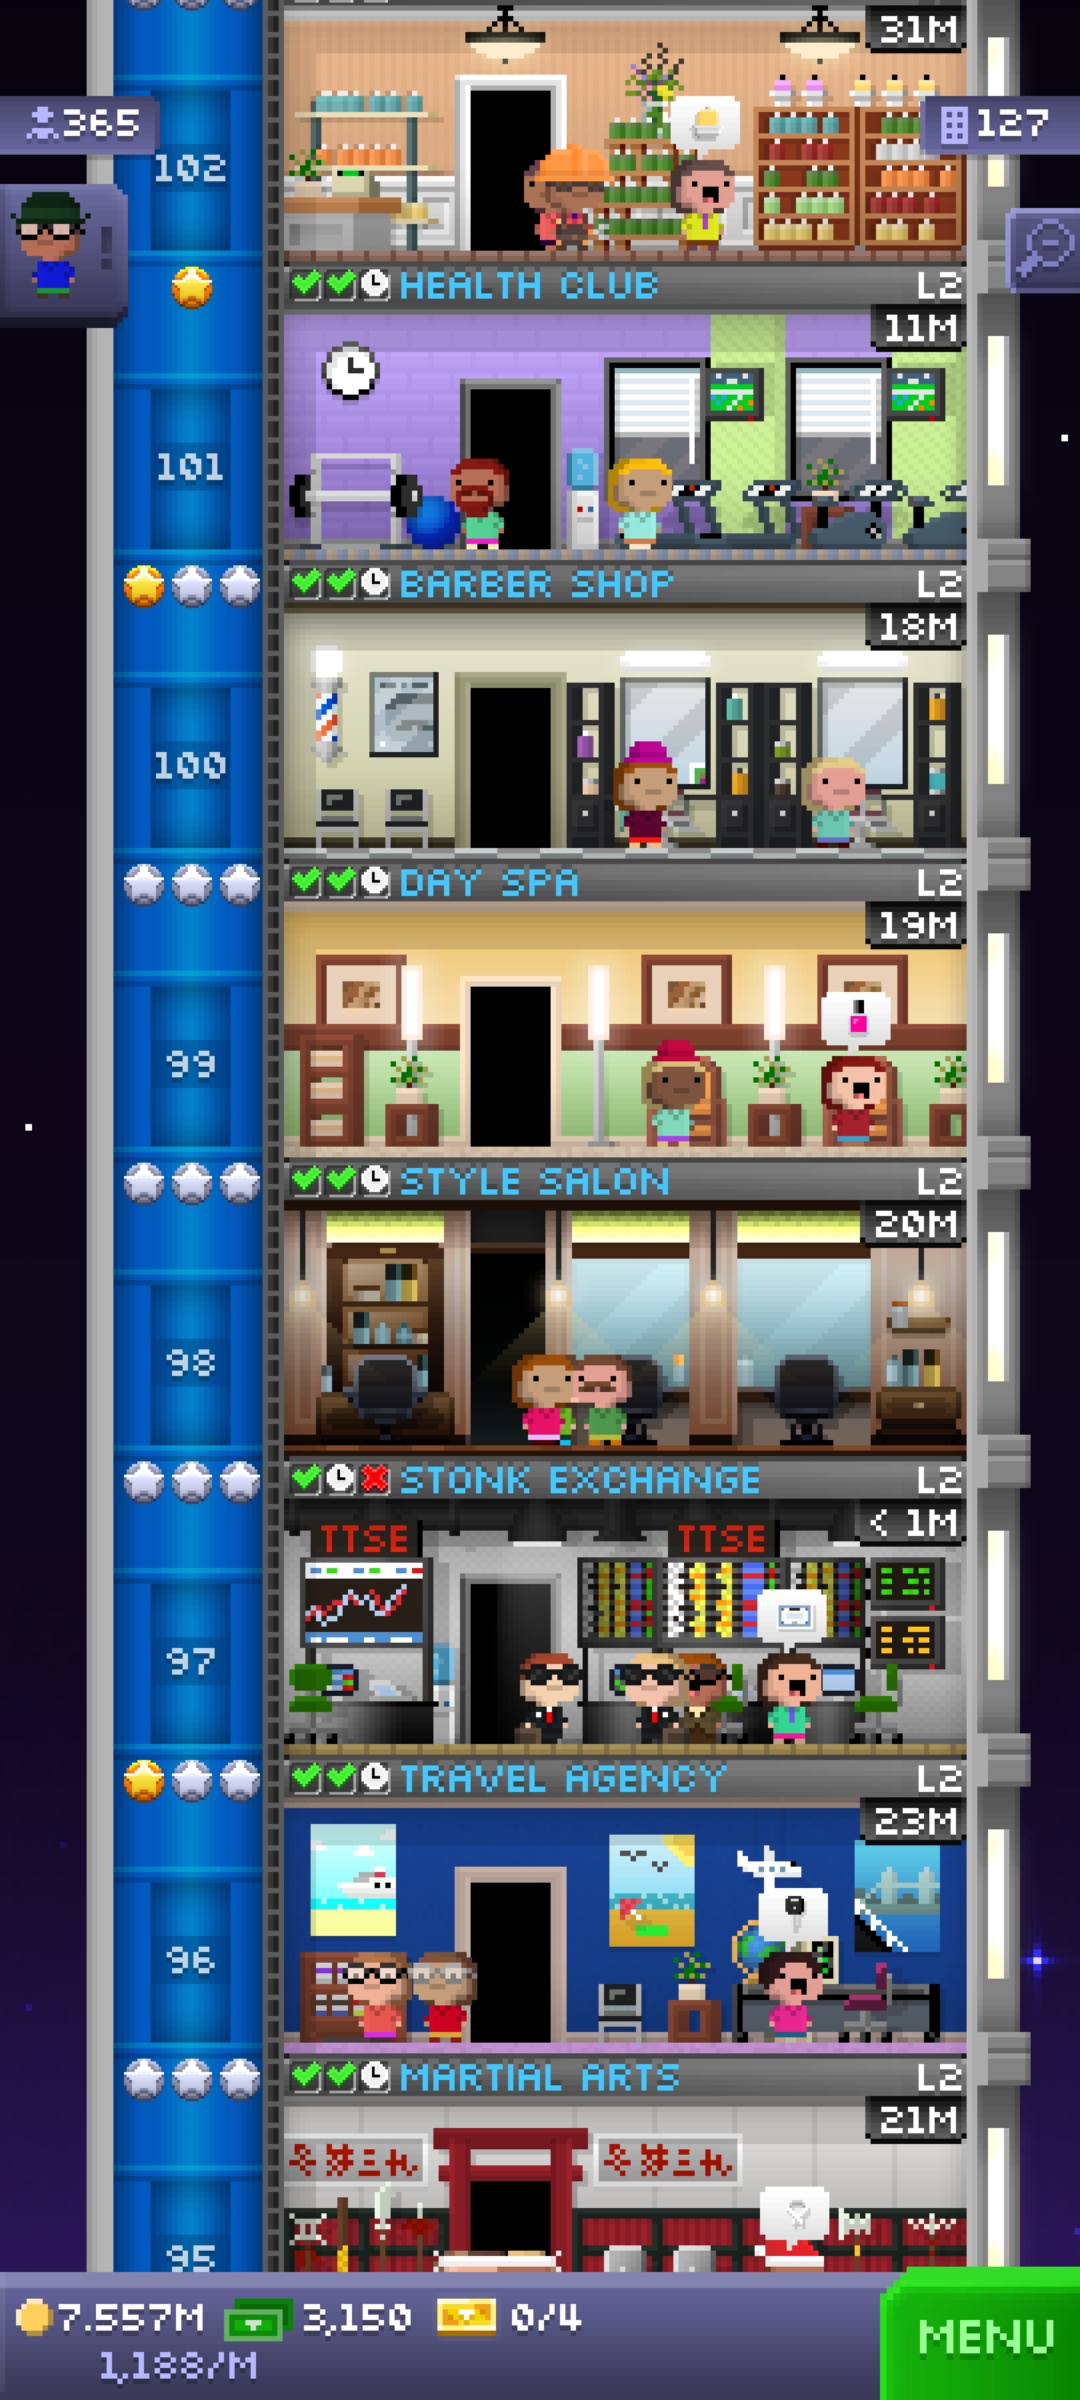 31M
365
127
102
HEALTH CLUB L2
11M
101
BARBER SHOP L2
18M
100
DAY SPA L2
19M
99
STYLE SALON L2
20M
98
STONK EXCHANGE L2
< 1M
TTSE TTSE
97
TRAVEL AGENCY L2
23M
96
MARTIAL ARTS L2
21M
95
7.557M 3,150 0/4
MENU
1,188/M